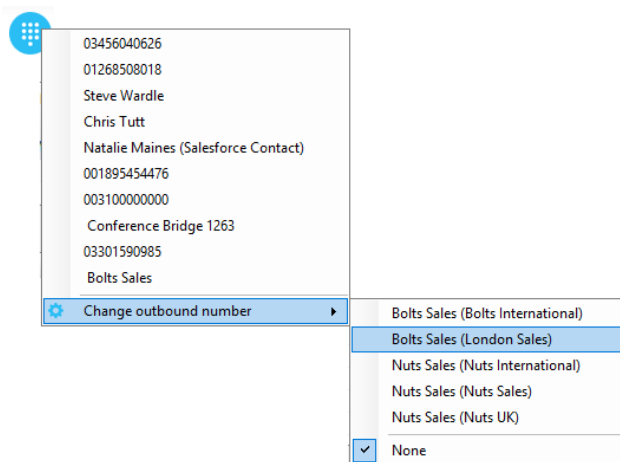 03456040626
01268508018
Steve Wardle
Chris Tutt
Natalie Maines (Salesforce Contact)
001895454476
003100000000
Conference Bridge 1263
03301590985
Bolts Sales
Change outbound number
Bolts Sales (Bolts International)
Bolts Sales (London Sales)
Nuts Sales (Nuts International)
Nuts Sales (Nuts Sales)
Nuts Sales (Nuts UK)
None